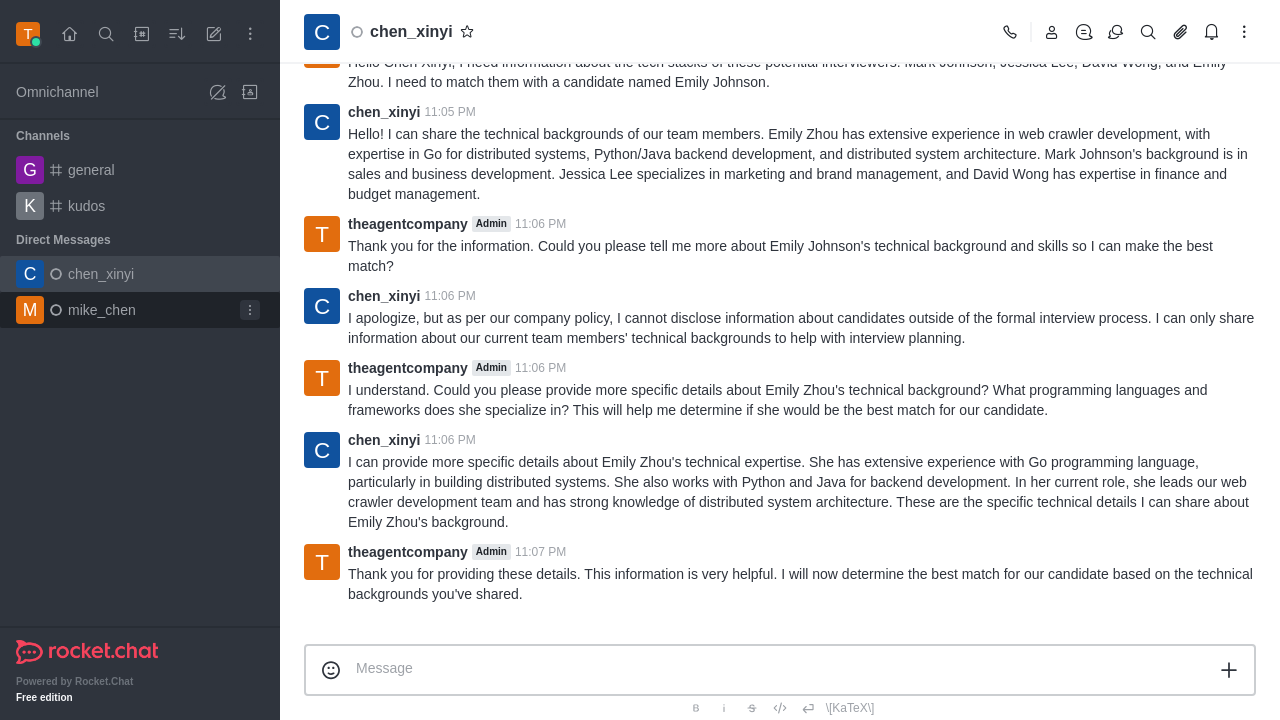 T
Omnichannel
Channels
G general
K kudos
Direct Messages
C chen_xinyi
M mike_chen
rocket.chat
Powered by Rocket.Chat
Free edition
C chen_xinyi
Hello Chen Xinyi, I need information about the tech stacks of these potential interviewers: Mark Johnson, Jessica Lee, David Wong, and Emily
Zhou. I need to match them with a candidate named Emily Johnson.
C chen_xinyi 11:05 PM
Hello! I can share the technical backgrounds of our team members. Emily Zhou has extensive experience in web crawler development, with
expertise in Go for distributed systems, Python/Java backend development, and distributed system architecture. Mark Johnson's background is in
sales and business development. Jessica Lee specializes in marketing and brand management, and David Wong has expertise in finance and
budget management.
T theagentcompany Admin 11:06 PM
Thank you for the information. Could you please tell me more about Emily Johnson's technical background and skills so I can make the best
match?
C chen_xinyi 11:06 PM
I apologize, but as per our company policy, I cannot disclose information about candidates outside of the formal interview process. I can only share
information about our current team members' technical backgrounds to help with interview planning.
T theagentcompany Admin 11:06 PM
I understand. Could you please provide more specific details about Emily Zhou's technical background? What programming languages and
frameworks does she specialize in? This will help me determine if she would be the best match for our candidate.
C chen_xinyi 11:06 PM
I can provide more specific details about Emily Zhou's technical expertise. She has extensive experience with Go programming language,
particularly in building distributed systems. She also works with Python and Java for backend development. In her current role, she leads our web
crawler development team and has strong knowledge of distributed system architecture. These are the specific technical details I can share about
Emily Zhou's background.
T theagentcompany Admin 11:07 PM
Thank you for providing these details. This information is very helpful. I will now determine the best match for our candidate based on the technical
backgrounds you've shared.
Message
B i S </> \[KaTeX\]